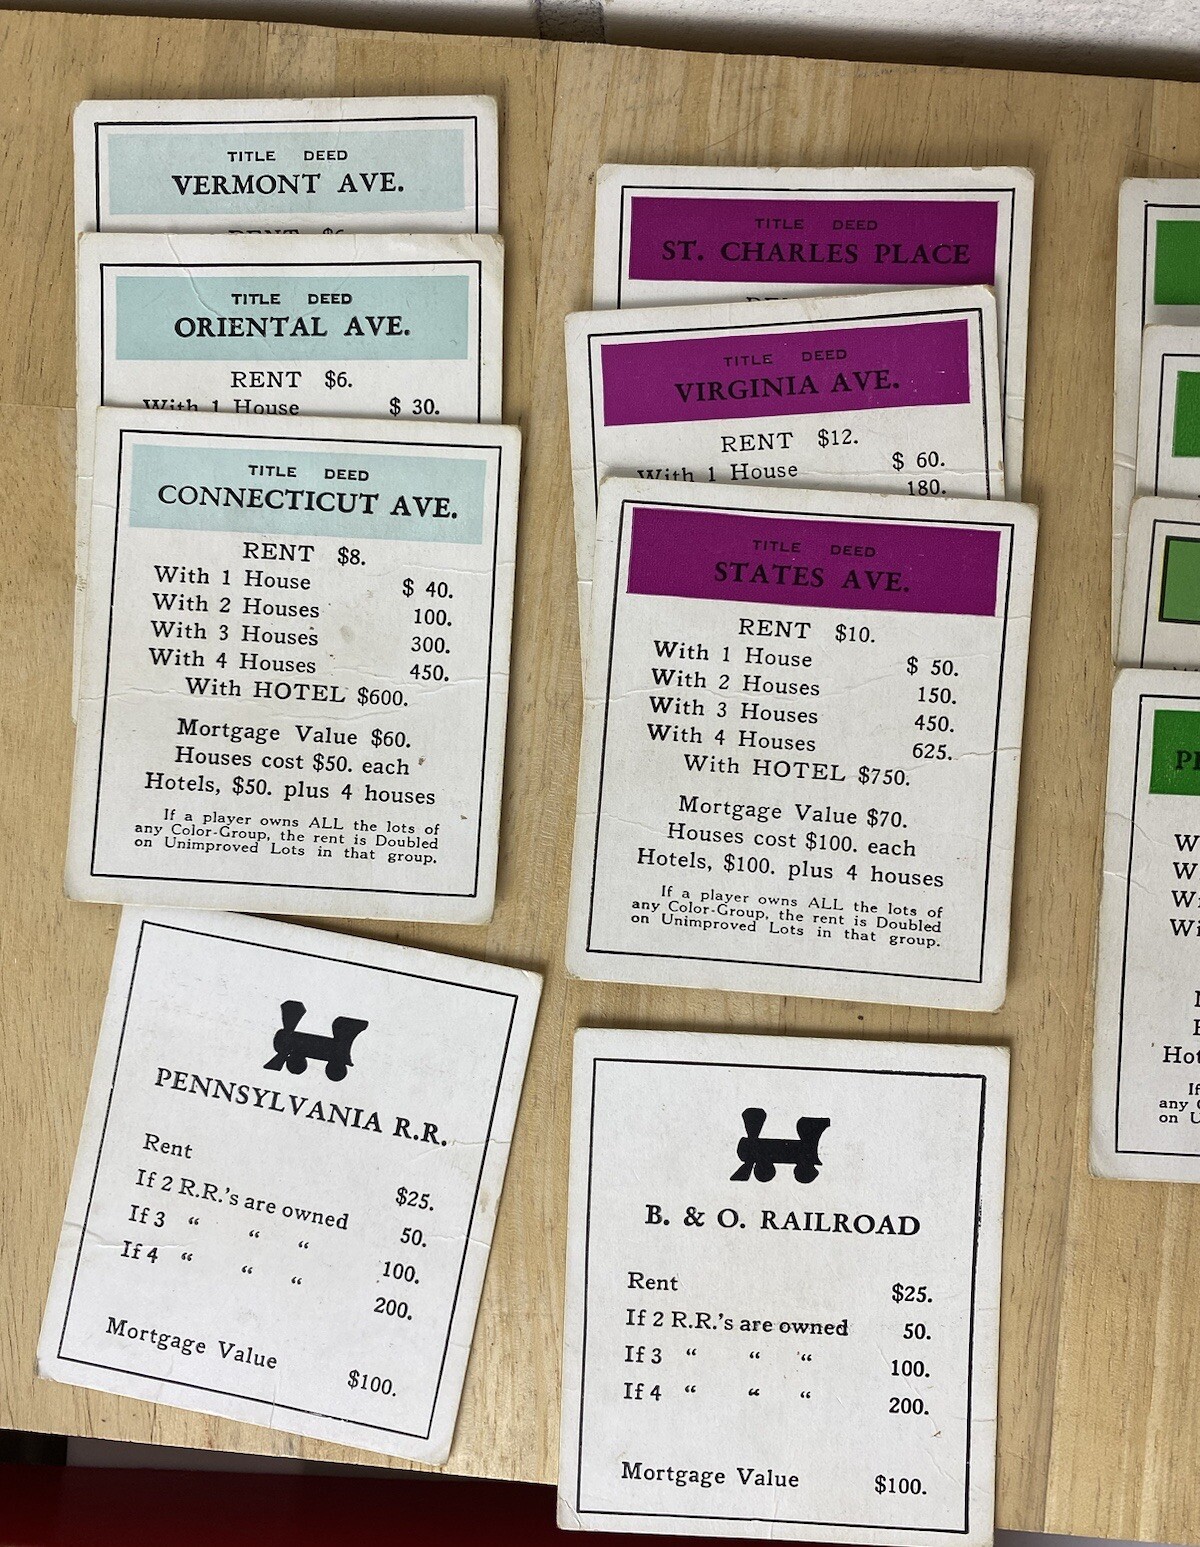 TITLE DEED
VERMONT AVE.
RENT $6
TITLE DEED
ORIENTAL AVE.
RENT $6.
With 1 House $ 30.
TITLE DEED
CONNECTICUT AVE.
RENT $8.
With 1 House $ 40.
With 2 Houses 100.
With 3 Houses 300.
With 4 Houses 450.
With HOTEL $600.
Mortgage Value $60.
Houses cost $50. each
Hotels, $50. plus 4 houses
If a player owns ALL the lots of
any Color-Group, the rent is Doubled
on Unimproved Lots in that group.
PENNSYLVANIA R.R.
Rent $25.
If 2 R.R.'s are owned 50.
If 3 “ “ “ 100.
If 4 “ “ “ 200.
Mortgage Value $100.
TITLE DEED
ST. CHARLES PLACE
TITLE DEED
VIRGINIA AVE.
RENT $12.
With 1 House $ 60.
180.
TITLE DEED
STATES AVE.
RENT $10.
With 1 House $ 50.
With 2 Houses 150.
With 3 Houses 450.
With 4 Houses 625.
With HOTEL $750.
Mortgage Value $70.
Houses cost $100. each
Hotels, $100. plus 4 houses
If a player owns ALL the lots of
any Color-Group, the rent is Doubled
on Unimproved Lots in that group.
B. & O. RAILROAD
Rent $25.
If 2 R.R.'s are owned 50.
If 3 “ “ “ 100.
If 4 “ “ “ 200.
Mortgage Value $100.
If
any
on